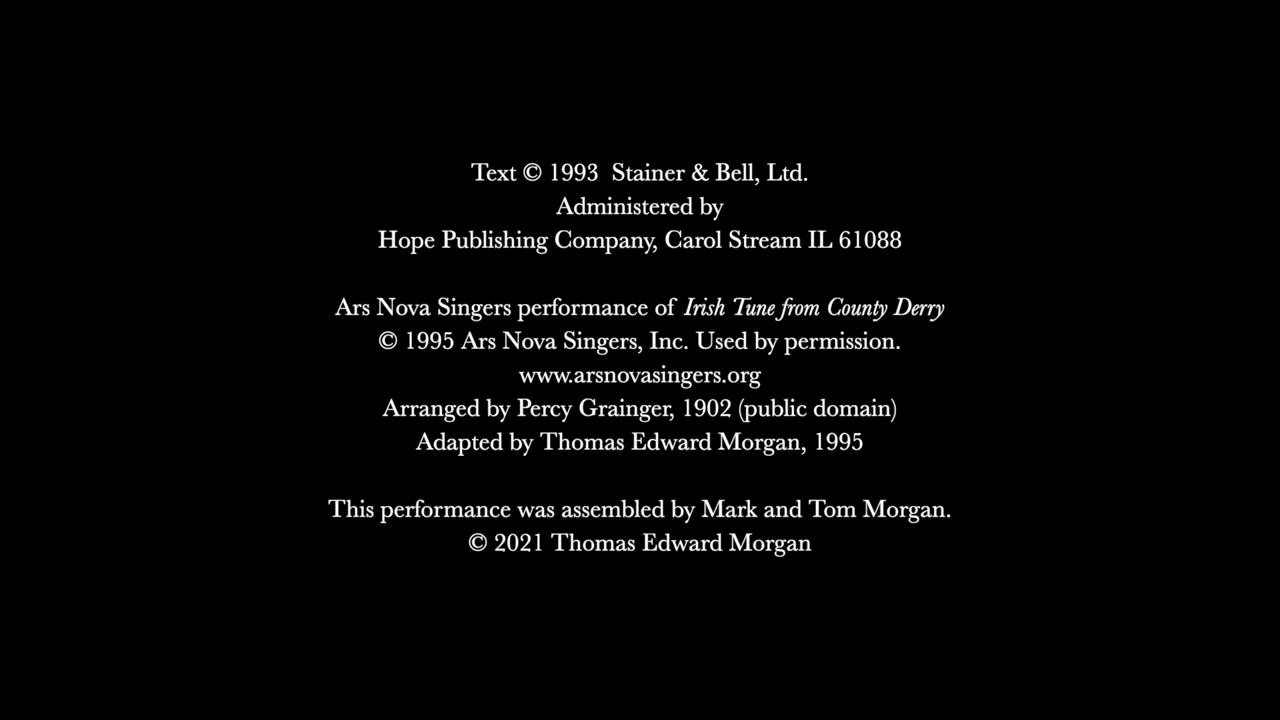 Text © 1993  Stainer & Bell, Ltd.
Administered by
Hope Publishing Company, Carol Stream IL 61088
Ars Nova Singers performance of Irish Tune from County Derry
© 1995 Ars Nova Singers, Inc. Used by permission.
www.arsnovasingers.org
Arranged by Percy Grainger, 1902 (public domain)
Adapted by Thomas Edward Morgan, 1995
This performance was assembled by Mark and Tom Morgan.
© 2021 Thomas Edward Morgan